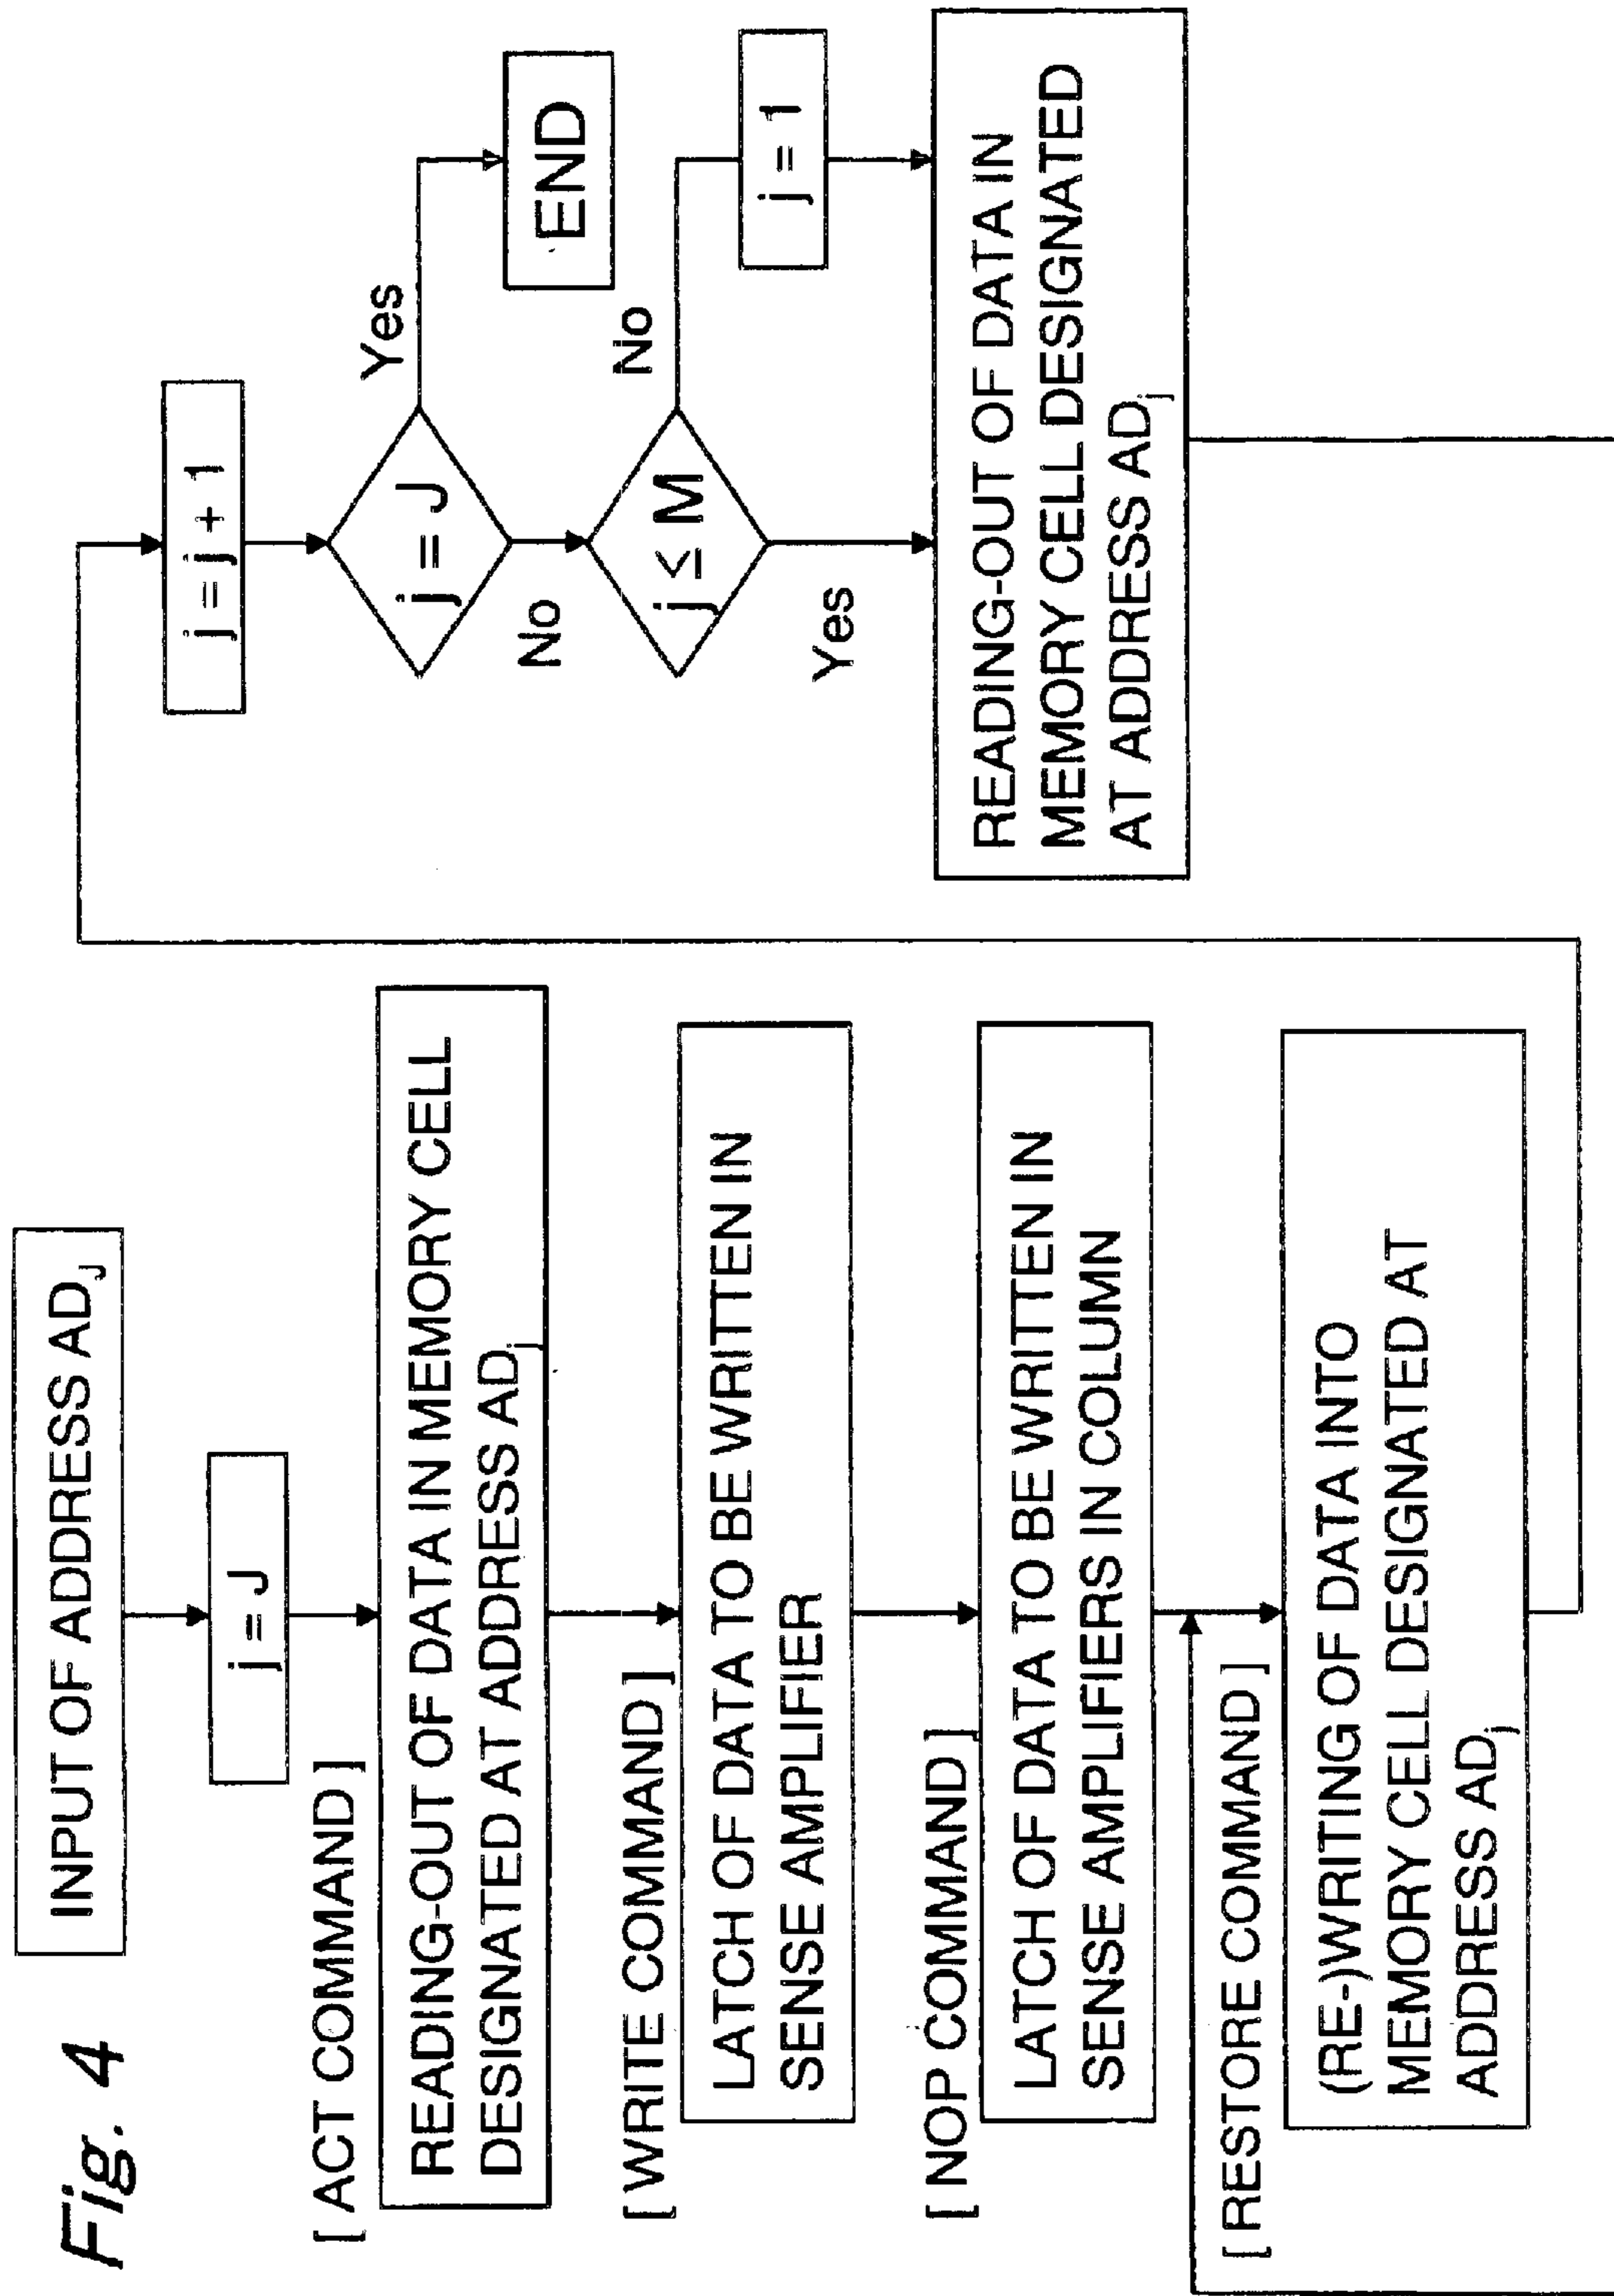 Fig. 4
INPUT OF ADDRESS ADj
j = J
[ ACT COMMAND ]
READING-OUT OF DATA IN MEMORY CELL
DESIGNATED AT ADDRESS ADj
[ WRITE COMMAND ]
LATCH OF DATA TO BE WRITTEN IN
SENSE AMPLIFIER
[ NOP COMMAND ]
LATCH OF DATA TO BE WRITTEN IN
SENSE AMPLIFIERS IN COLUMN
[ RESTORE COMMAND ]
(RE-)WRITING OF DATA INTO
MEMORY CELL DESIGNATED AT
ADDRESS ADj
j = j + 1
j = J
Yes
END
No
j ≤ M
No
j = 1
Yes
READING-OUT OF DATA IN
MEMORY CELL DESIGNATED
AT ADDRESS ADj